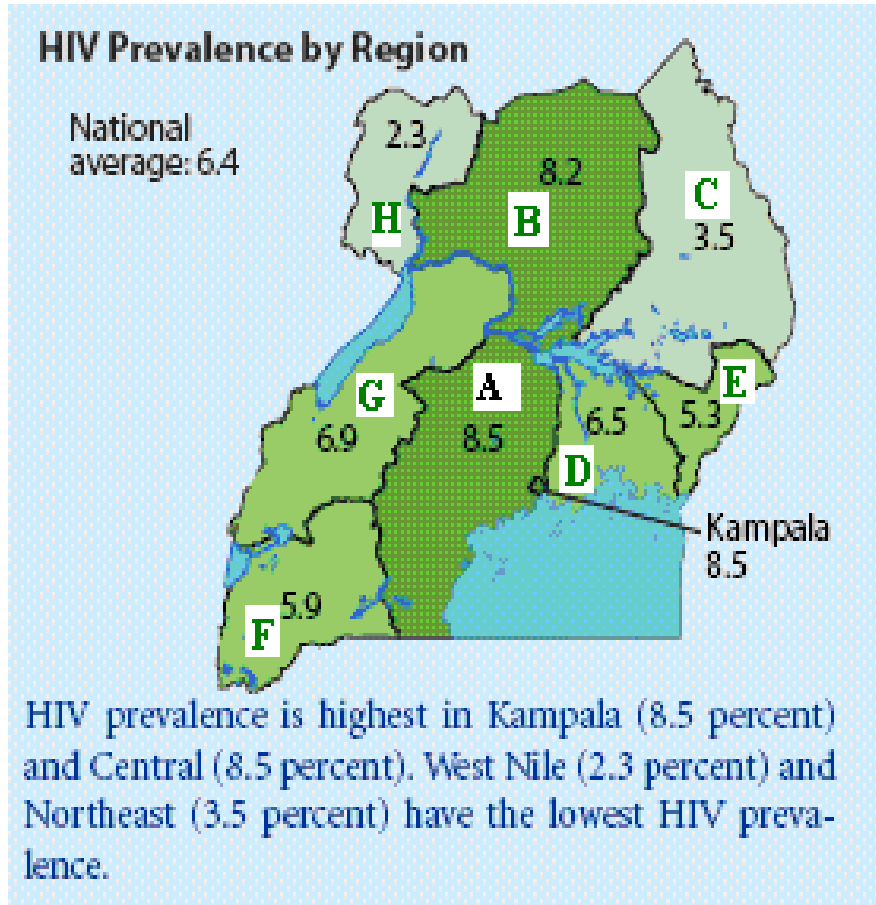 HIV Prevalence by Region
National
average: 6.4
2.3
8.2
H
B
C
3.5
G
A
E
6.9
8.5
6.5
5.3
D
Kampala
8.5
5.9
F
HIV prevalence is highest in Kampala (8.5 percent)
and Central (8.5 percent). West Nile (2.3 percent) and
Northeast (3.5 percent) have the lowest HIV preva-
lence.